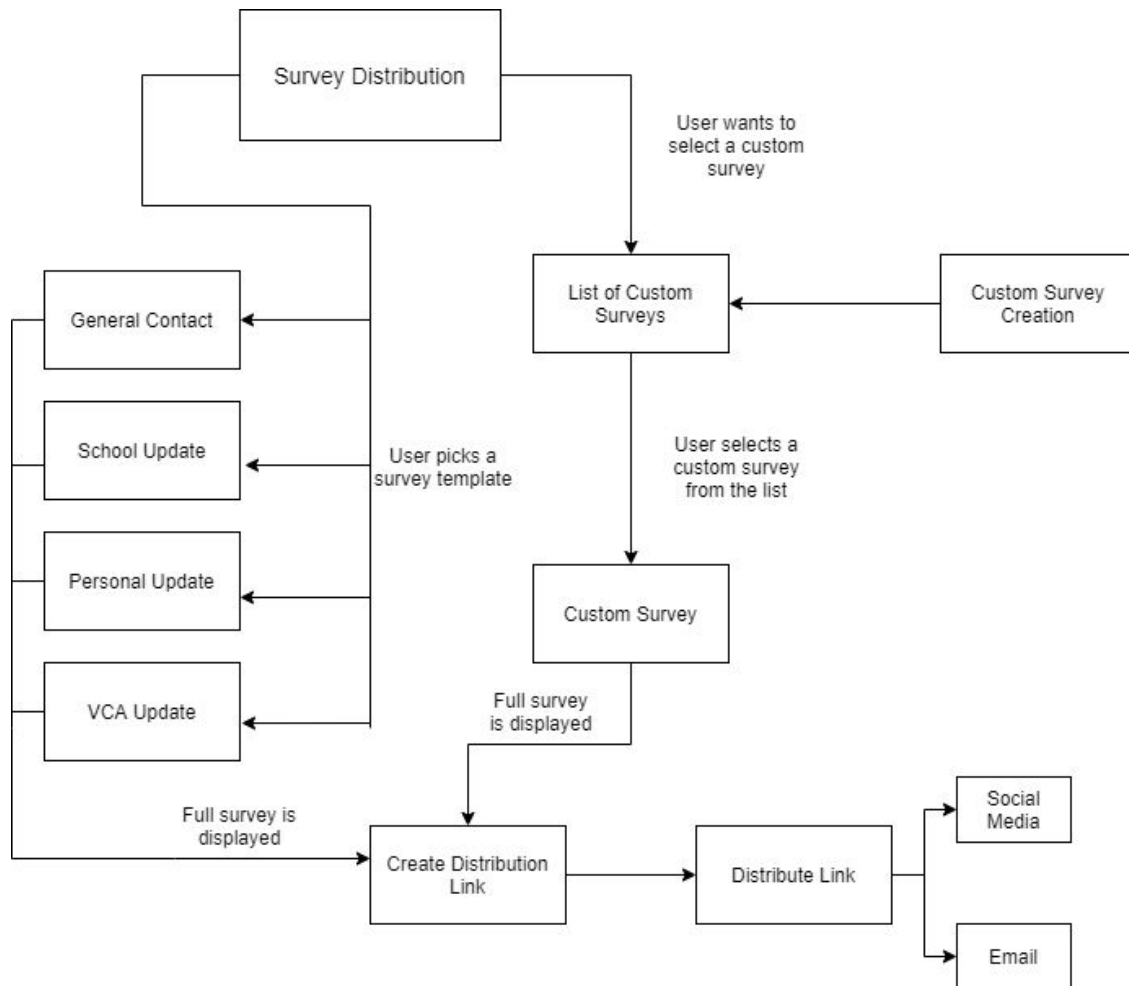 Survey Distribution
User wants to
select a custom
survey
General Contact
List of Custom
Surveys
Custom Survey
Creation
School Update
User picks a
survey template
User selects a
custom survey
from the list
Personal Update
Custom Survey
VCA Update
Full survey
is displayed
Full survey is
displayed
Create Distribution
Link
Distribute Link
Social
Media
Email